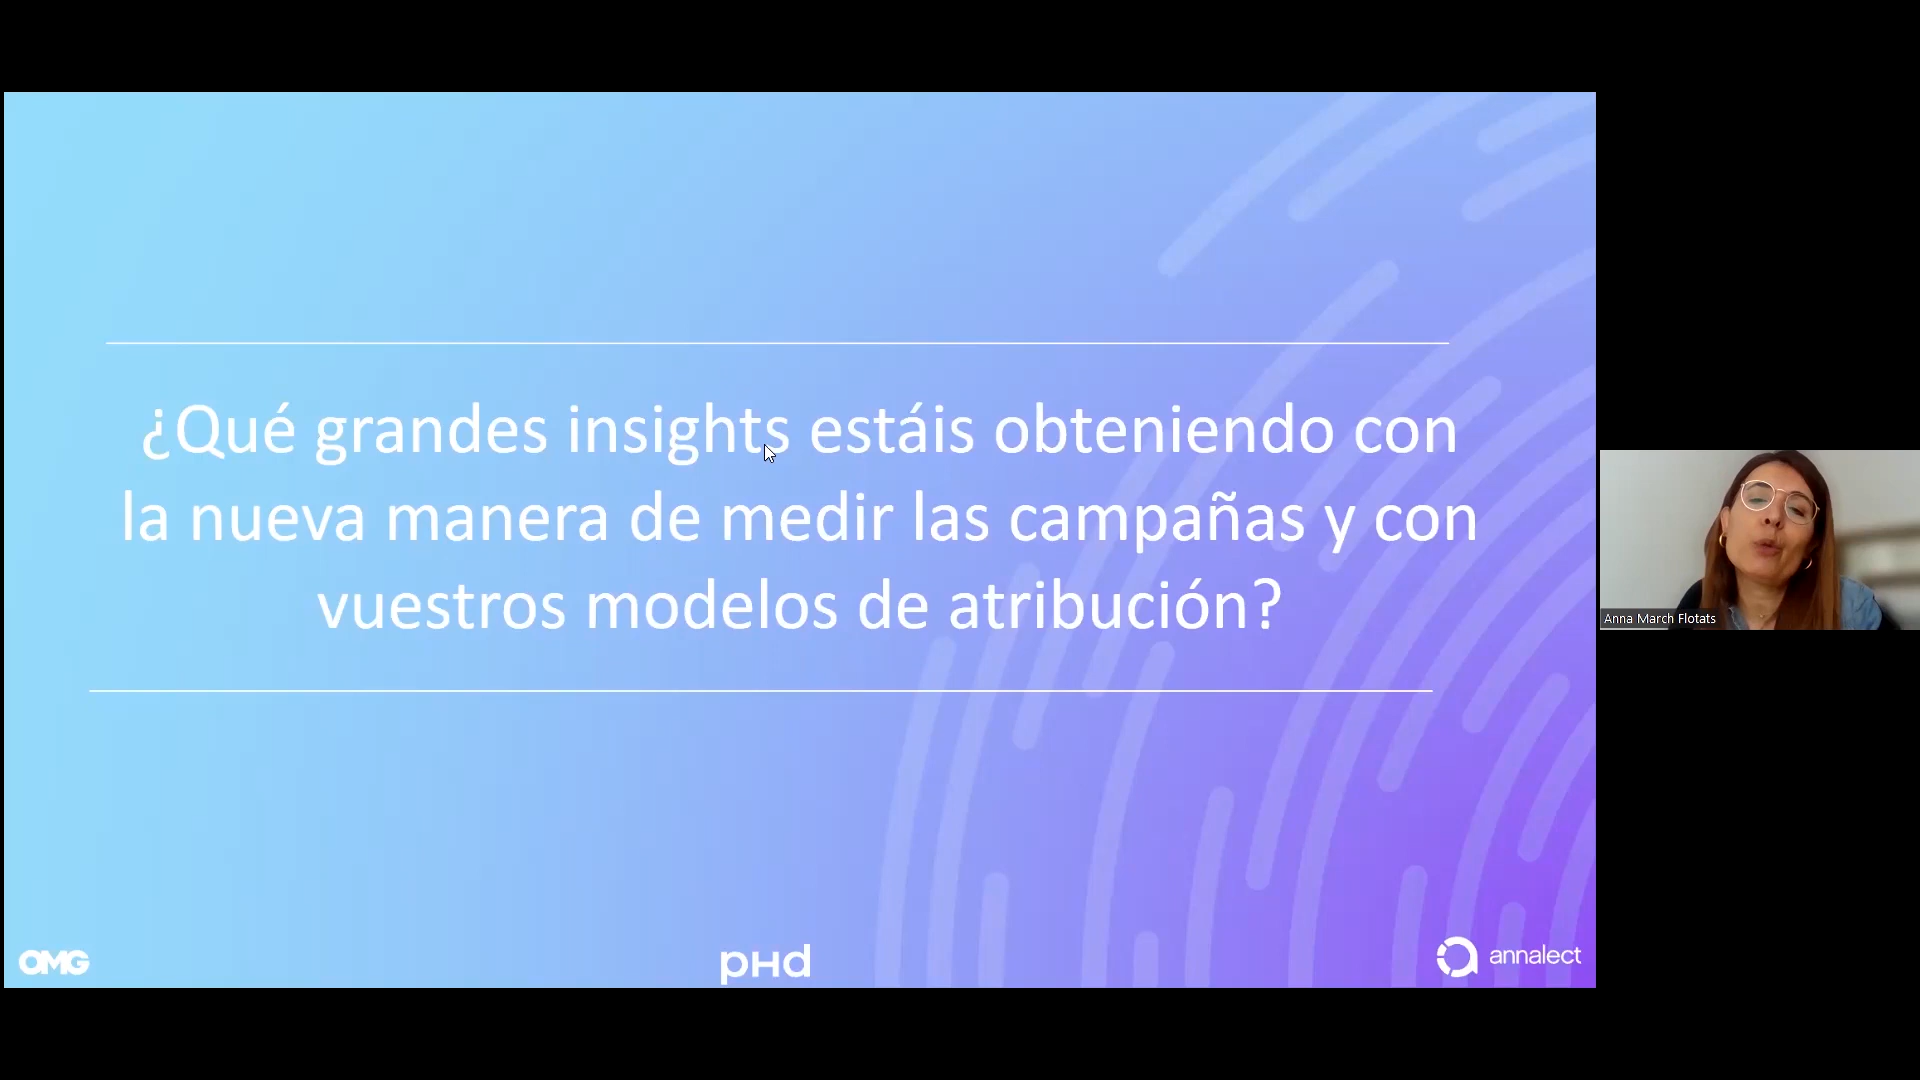 ¿Qué grandes insights estáis obteniendo con
la nueva manera de medir las campañas y con
vuestros modelos de atribución?
Anna March Flotats
OMG
phd
annalect